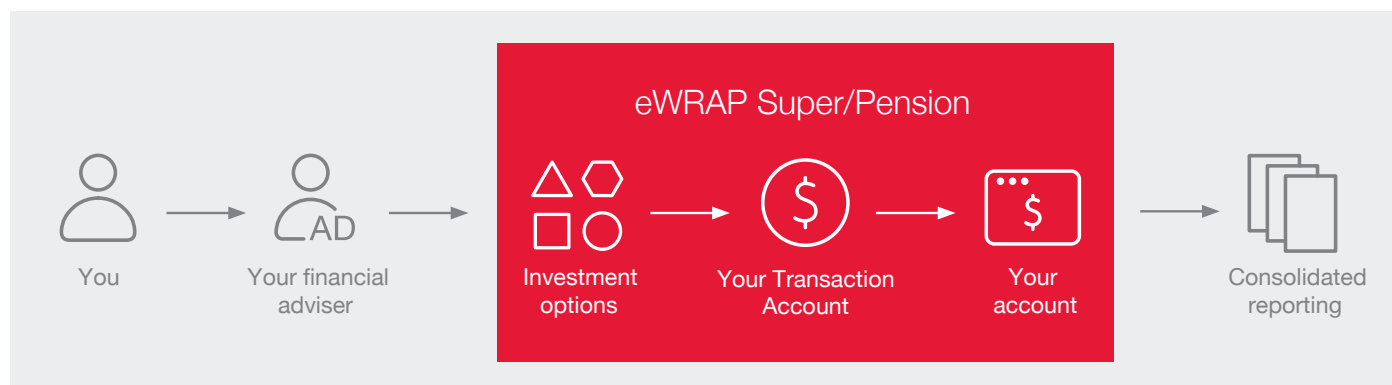 eWRAP Super/Pension
$
$
AD
You
Your financial
adviser
Investment
options
Your Transaction
Account
Your
account
Consolidated
reporting